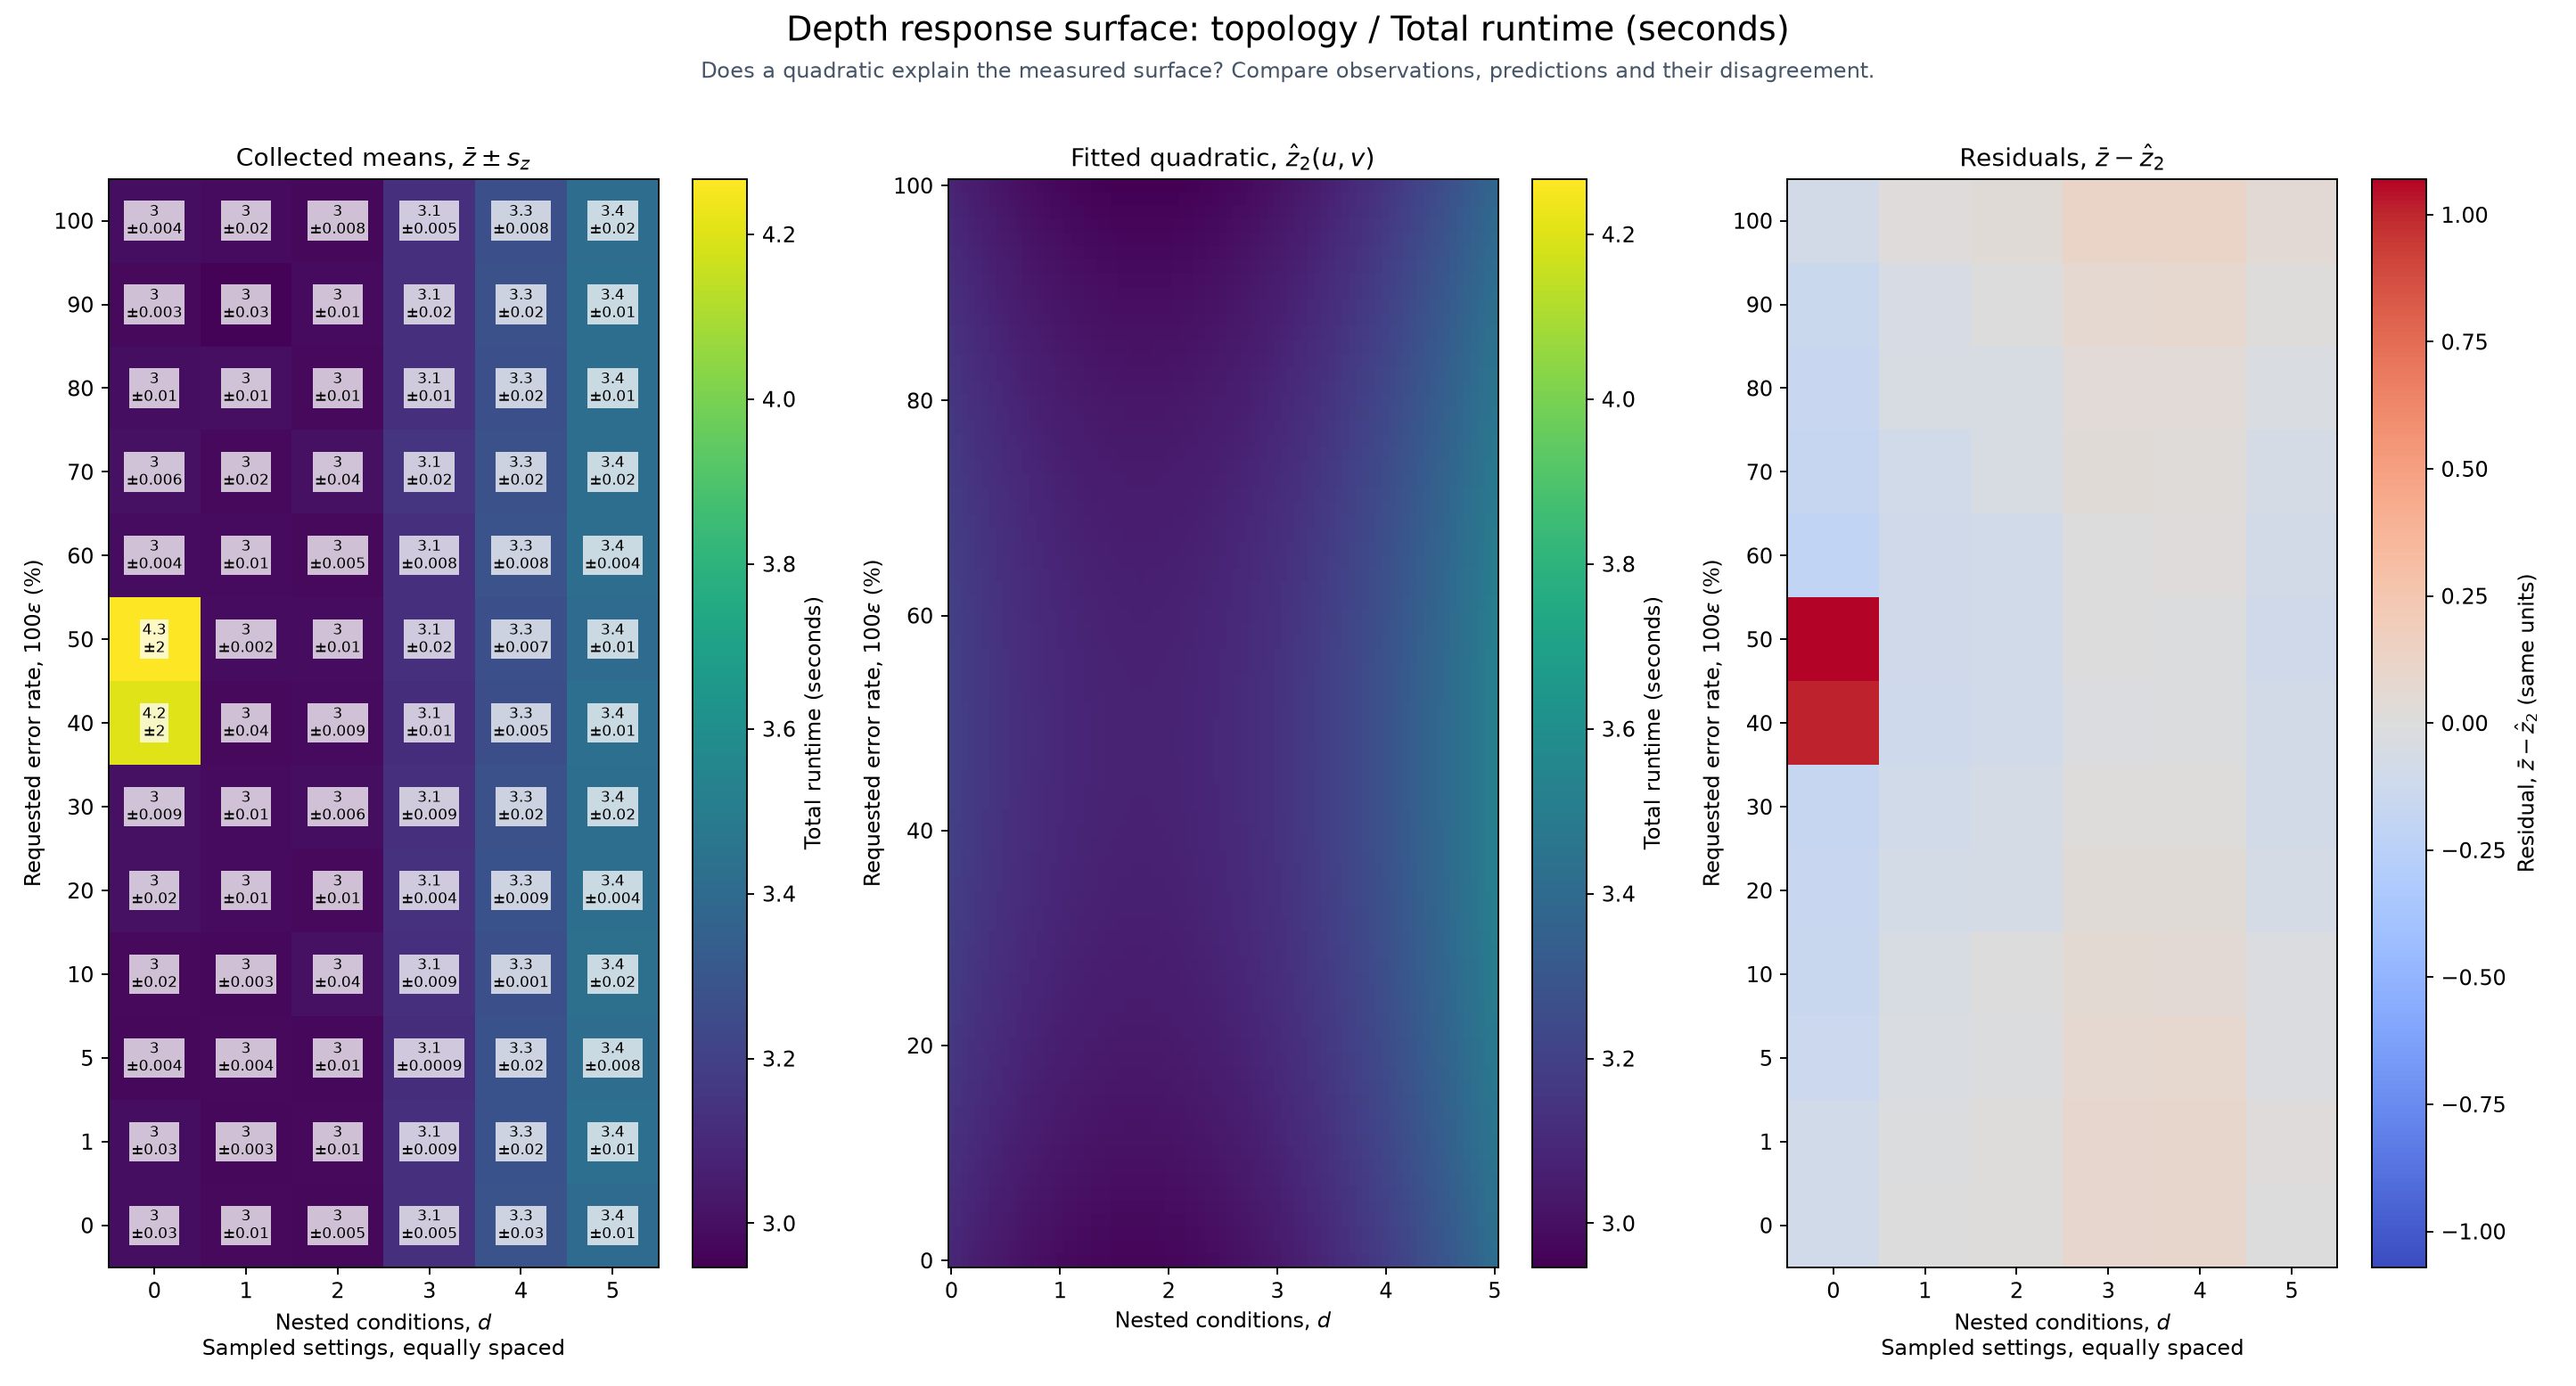 Depth response surface: topology / Total runtime (seconds)
Does a quadratic explain the measured surface? Compare observations, predictions and their disagreement.
Collected means, z̄ ± s_z
100
90
80
70
60
50
40
30
20
10
5
1
0
Requested error rate, 100ε (%)
3 3 3 3.1 3.3 3.4
±0.004 ±0.02 ±0.008 ±0.005 ±0.008 ±0.02
3 3 3 3.1 3.3 3.4
±0.003 ±0.03 ±0.01 ±0.02 ±0.02 ±0.01
3 3 3 3.1 3.3 3.4
±0.01 ±0.01 ±0.01 ±0.01 ±0.02 ±0.01
3 3 3 3.1 3.3 3.4
±0.006 ±0.02 ±0.04 ±0.02 ±0.02 ±0.02
3 3 3 3.1 3.3 3.4
±0.004 ±0.01 ±0.005 ±0.008 ±0.008 ±0.004
4.3 3 3 3.1 3.3 3.4
±2 ±0.002 ±0.01 ±0.02 ±0.007 ±0.01
4.2 3 3 3.1 3.3 3.4
±2 ±0.04 ±0.009 ±0.01 ±0.005 ±0.01
3 3 3 3.1 3.3 3.4
±0.009 ±0.01 ±0.006 ±0.009 ±0.02 ±0.02
3 3 3 3.1 3.3 3.4
±0.02 ±0.01 ±0.01 ±0.004 ±0.009 ±0.004
3 3 3 3.1 3.3 3.4
±0.02 ±0.003 ±0.04 ±0.009 ±0.001 ±0.02
3 3 3 3.1 3.3 3.4
±0.004 ±0.004 ±0.01 ±0.0009 ±0.02 ±0.008
3 3 3 3.1 3.3 3.4
±0.03 ±0.003 ±0.01 ±0.009 ±0.02 ±0.01
3 3 3 3.1 3.3 3.4
±0.03 ±0.01 ±0.005 ±0.005 ±0.03 ±0.01
0 1 2 3 4 5
Nested conditions, d
Sampled settings, equally spaced
4.2
4.0
3.8
3.6
3.4
3.2
3.0
Total runtime (seconds)
Fitted quadratic, ẑ₂(u, v)
100
80
60
40
20
0
Requested error rate, 100ε (%)
0 1 2 3 4 5
Nested conditions, d
4.2
4.0
3.8
3.6
3.4
3.2
3.0
Total runtime (seconds)
Residuals, z̄ − ẑ₂
100
90
80
70
60
50
40
30
20
10
5
1
0
Requested error rate, 100ε (%)
0 1 2 3 4 5
Nested conditions, d
Sampled settings, equally spaced
1.00
0.75
0.50
0.25
0.00
−0.25
−0.50
−0.75
−1.00
Residual, z̄ − ẑ₂ (same units)